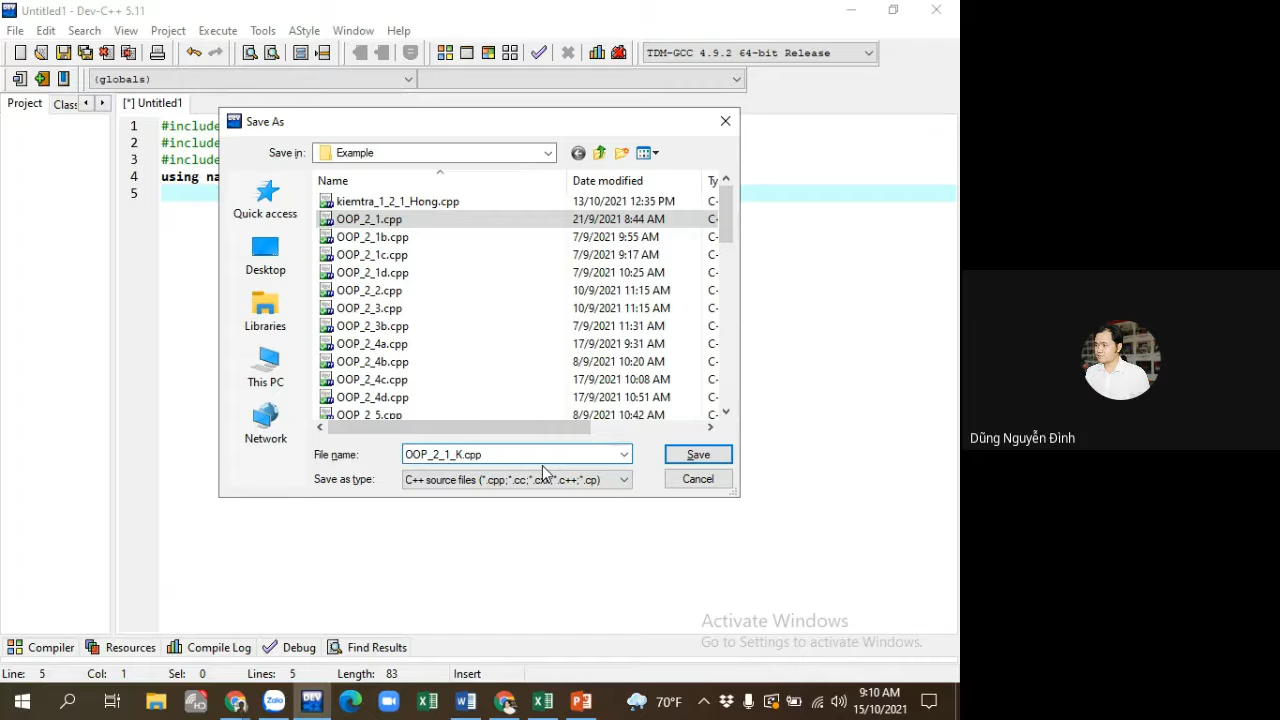 Untitled1 - Dev-C++ 5.11
File Edit Search View Project Execute Tools AStyle Window Help
TDM-GCC 4.9.2 64-bit Release
(globals)
Project Class [*] Untitled1
1 #include
2 #include
3 #include
4 using na
5
Save As
Save in: Example
Name Date modified Ty
kiemtra_1_2_1_Hong.cpp 13/10/2021 12:35 PM C-
OOP_2_1.cpp 21/9/2021 8:44 AM C-
OOP_2_1b.cpp 7/9/2021 9:55 AM C-
OOP_2_1c.cpp 7/9/2021 9:17 AM C-
OOP_2_1d.cpp 7/9/2021 10:25 AM C-
OOP_2_2.cpp 10/9/2021 11:15 AM C-
OOP_2_3.cpp 10/9/2021 11:15 AM C-
OOP_2_3b.cpp 7/9/2021 11:31 AM C-
OOP_2_4a.cpp 17/9/2021 9:31 AM C-
OOP_2_4b.cpp 8/9/2021 10:20 AM C-
OOP_2_4c.cpp 17/9/2021 10:08 AM C-
OOP_2_4d.cpp 17/9/2021 10:51 AM C-
OOP_2_5.cpp 8/9/2021 10:42 AM C-
Quick access
Desktop
Libraries
This PC
Network
File name: OOP_2_1_K.cpp Save
Save as type: C++ source files (*.cpp;*.cc;*.cxx;*.c++;*.cp) Cancel
Dũng Nguyễn Đình
Activate Windows
Go to Settings to activate Windows.
Compiler Resources Compile Log Debug Find Results
Line: 5 Col: 1 Sel: 0 Lines: 5 Length: 83 Insert
Zalo DEV 70°F 9:10 AM
15/10/2021